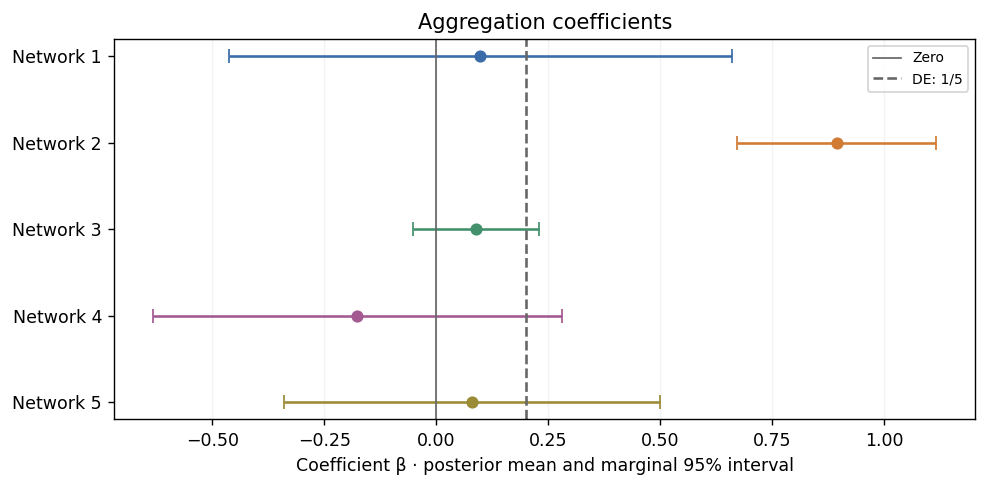 Aggregation coefficients
Network 1
Network 2
Network 3
Network 4
Network 5
Zero
DE: 1/5
−0.50
−0.25
0.00
0.25
0.50
0.75
1.00
Coefficient β · posterior mean and marginal 95% interval